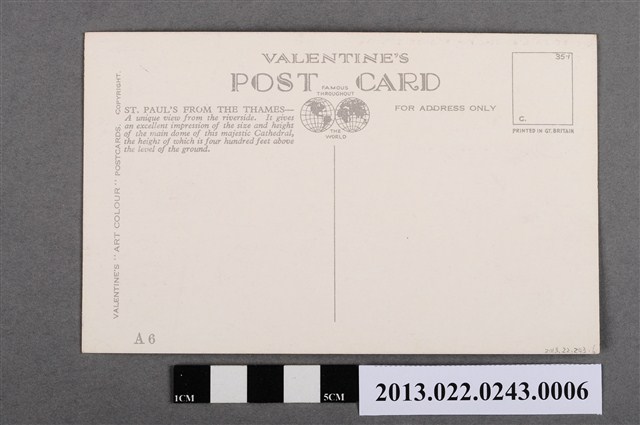 VALENTINE'S
POST CARD
FAMOUS
THROUGHOUT
THE
WORLD
FOR ADDRESS ONLY
35-1
C.
PRINTED IN GT. BRITAIN
ST. PAUL'S FROM THE THAMES—
A unique view from the riverside. It gives
an excellent impression of the size and height
of the main dome of this majestic Cathedral,
the height of which is four hundred feet above
the level of the ground.
VALENTINE'S "ART COLOUR" POSTCARDS. COPYRIGHT.
A 6
1CM
5CM
2013.022.0243.0006